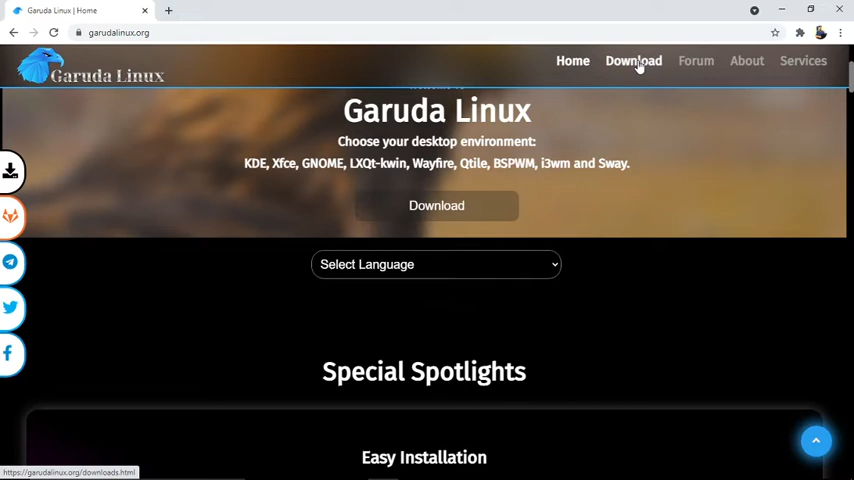 Garuda Linux | Home
garudalinux.org
Garuda Linux
Home Download Forum About Services
Welcome to
Garuda Linux
Choose your desktop environment:
KDE, Xfce, GNOME, LXQt-kwin, Wayfire, Qtile, BSPWM, i3wm and Sway.
Download
Select Language
Special Spotlights
Easy Installation
https://garudalinux.org/downloads.html